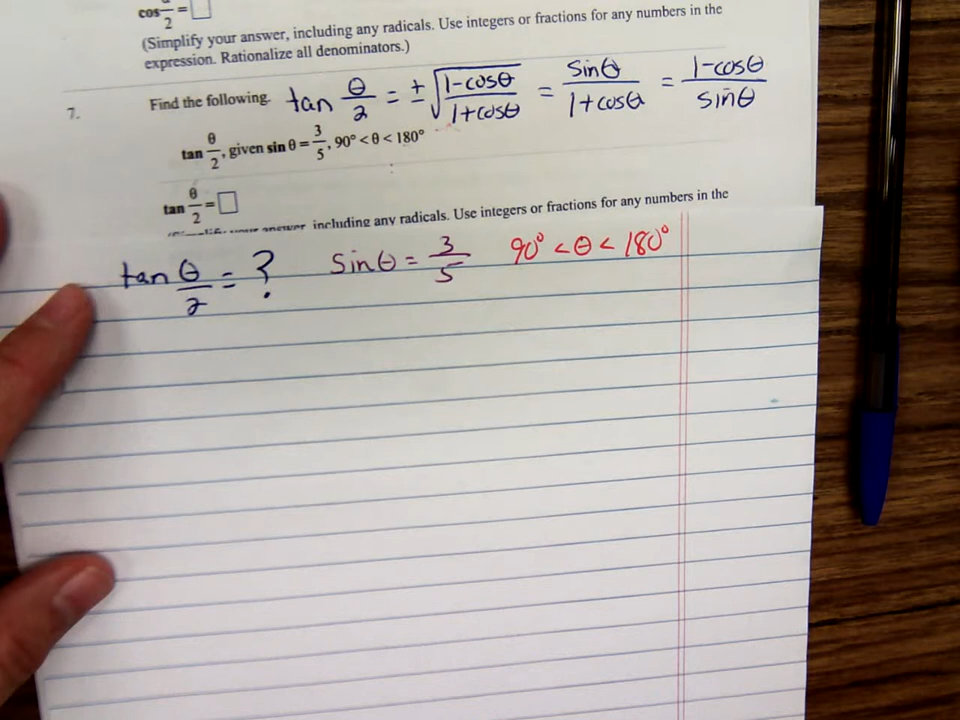 cos —/2 = □
(Simplify your answer, including any radicals. Use integers or fractions for any numbers in the
expression. Rationalize all denominators.)
7. Find the following. tan θ/2 = ± √((1-cosθ)/(1+cosθ)) = sinθ/(1+cosθ) = (1-cosθ)/sinθ
tan θ/2, given sin θ = 3/5, 90° < θ < 180°
tan θ/2 = □
answer, including any radicals. Use integers or fractions for any numbers in the
tan θ/2 = ? sinθ = 3/5 90° < θ < 180°